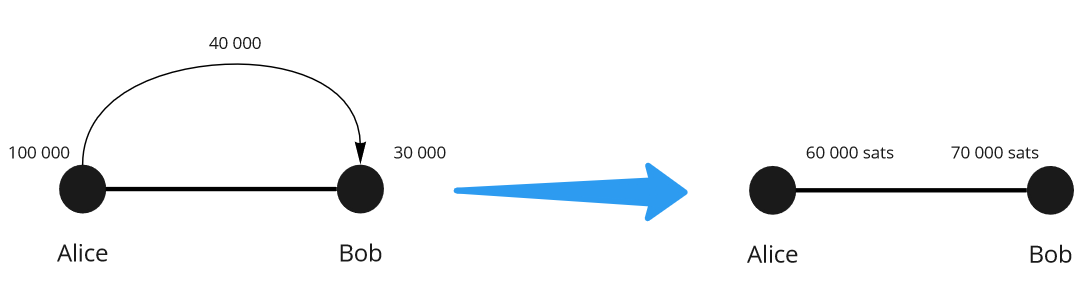 40 000
100 000
30 000
Alice
Bob
60 000 sats
70 000 sats
Alice
Bob